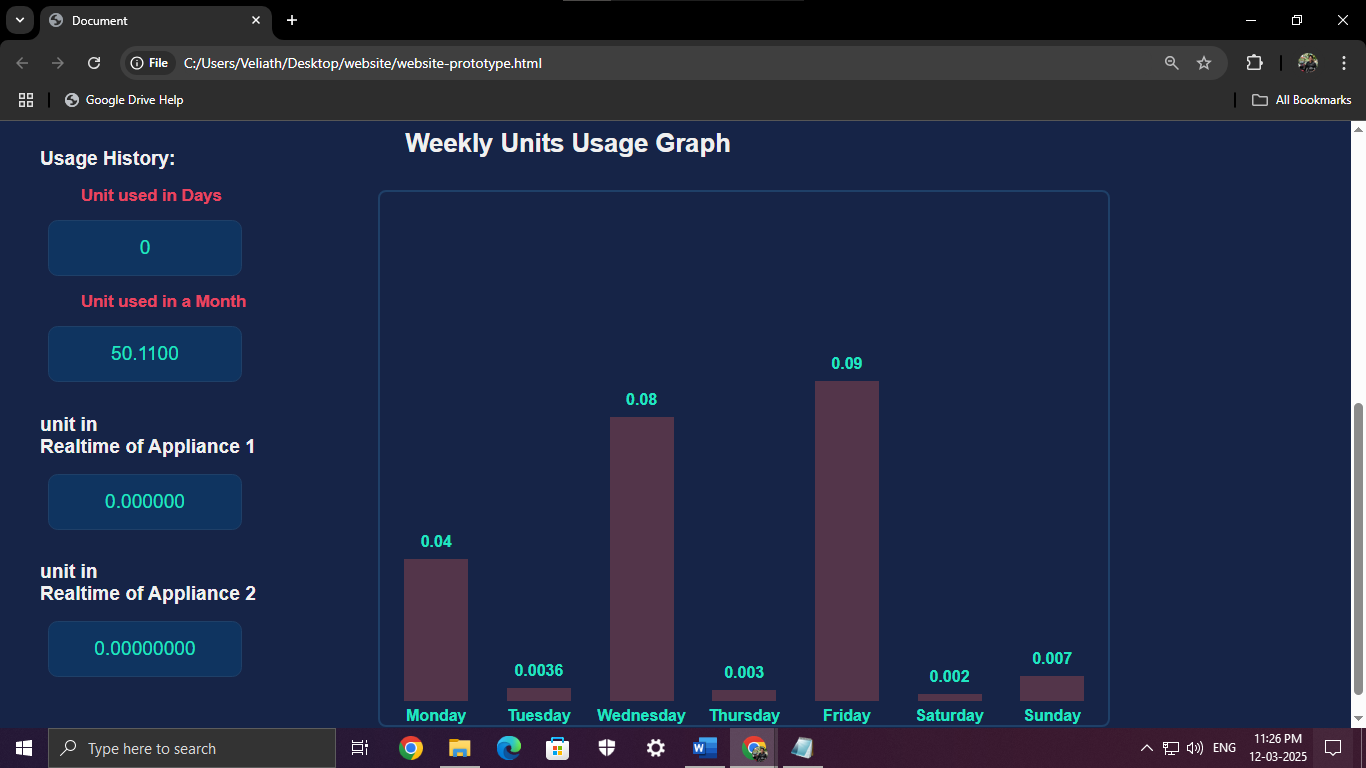 Document
File
C:/Users/Veliath/Desktop/website/website-prototype.html
Google Drive Help
All Bookmarks
Weekly Units Usage Graph
Usage History:
Unit used in Days
0
Unit used in a Month
50.1100
unit in
Realtime of Appliance 1
0.000000
unit in
Realtime of Appliance 2
0.00000000
0.04
0.0036
0.08
0.003
0.09
0.002
0.007
Monday
Tuesday
Wednesday
Thursday
Friday
Saturday
Sunday
Type here to search
ENG
11:26 PM
12-03-2025